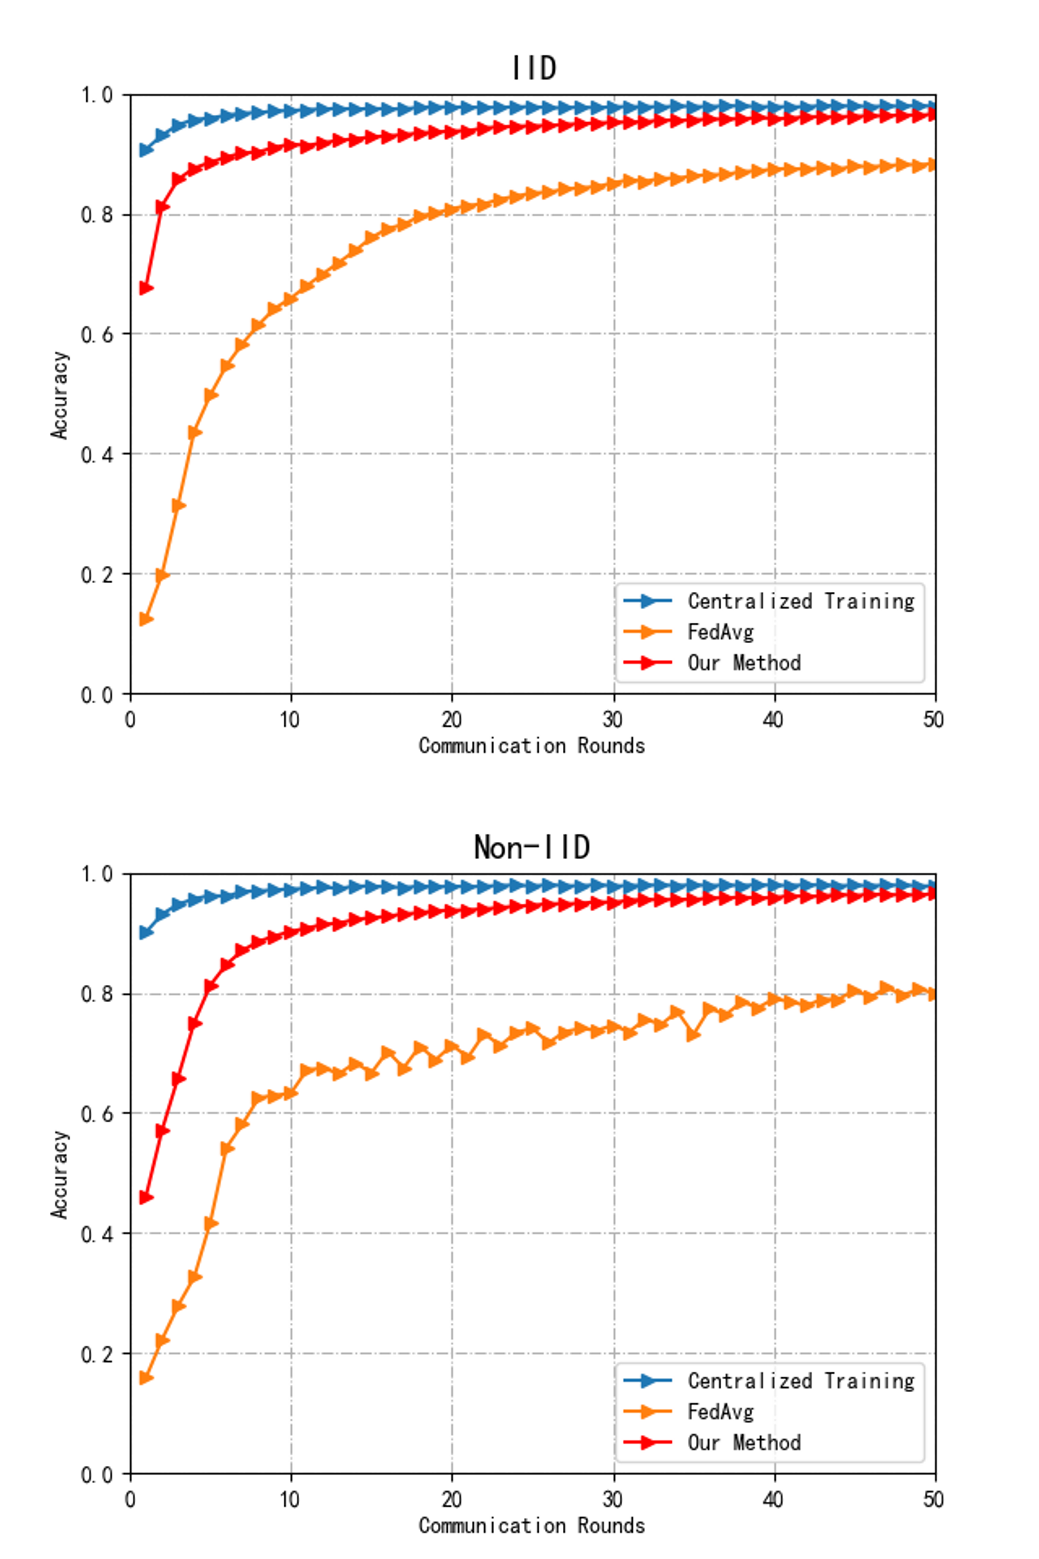 IID
1.0
0.8
0.6
0.4
0.2
0.0
Accuracy
Centralized Training
FedAvg
Our Method
0 10 20 30 40 50
Communication Rounds
Non-IID
1.0
0.8
0.6
0.4
0.2
0.0
Accuracy
Centralized Training
FedAvg
Our Method
0 10 20 30 40 50
Communication Rounds